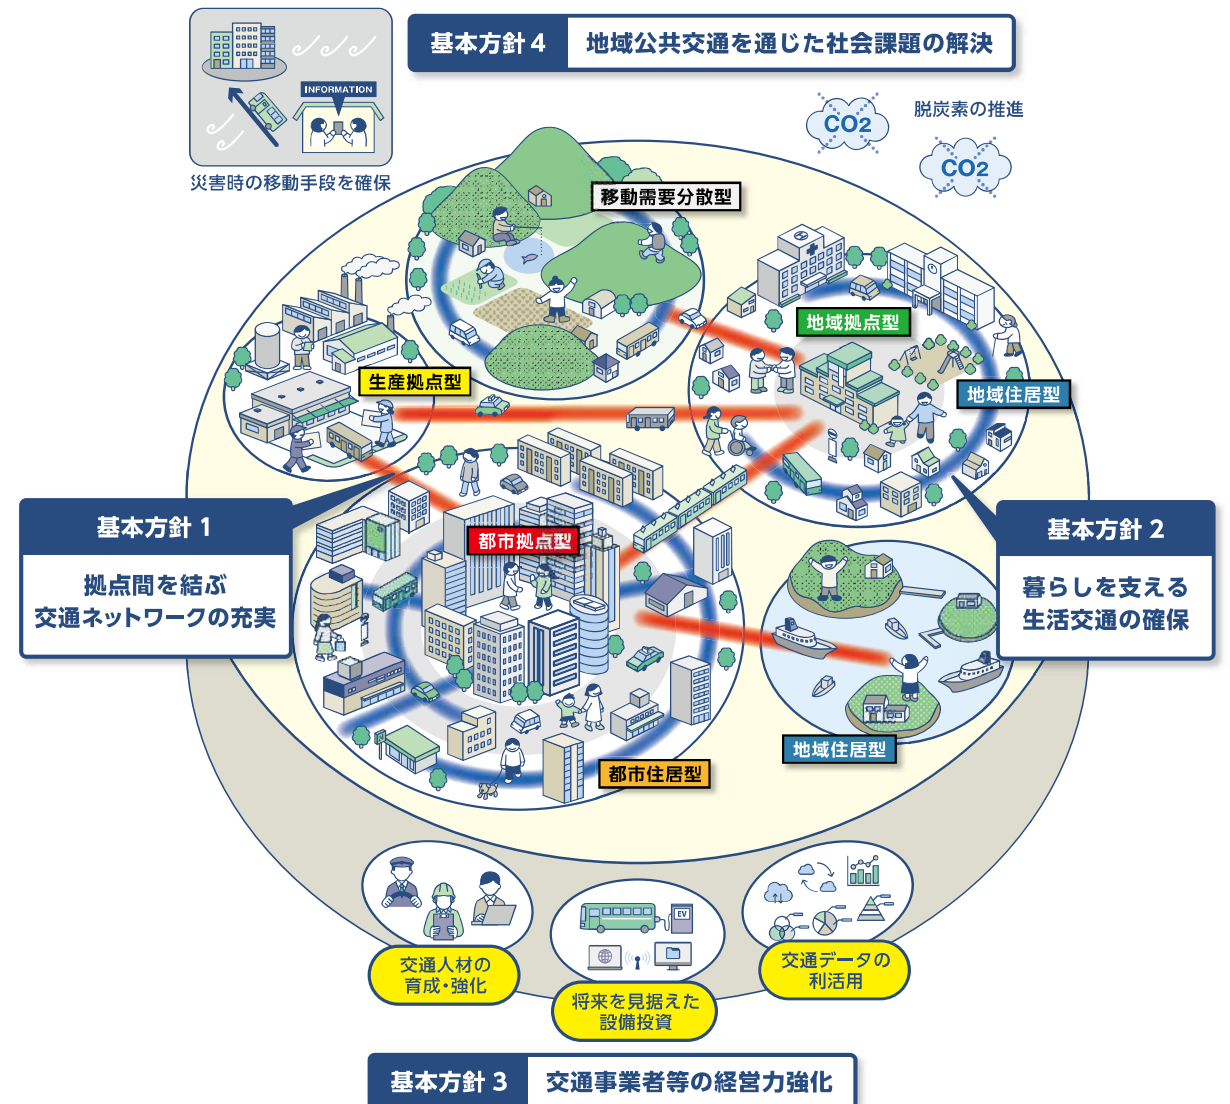 基本方針 4
地域公共交通を通じた社会課題の解決
INFORMATION
災害時の移動手段を確保
CO2
脱炭素の推進
CO2
移動需要分散型
地域拠点型
生産拠点型
地域住居型
基本方針 1
拠点間を結ぶ
交通ネットワークの充実
都市拠点型
基本方針 2
暮らしを支える
生活交通の確保
地域住居型
都市住居型
交通人材の
育成・強化
EV
将来を見据えた
設備投資
交通データの
利活用
基本方針 3
交通事業者等の経営力強化